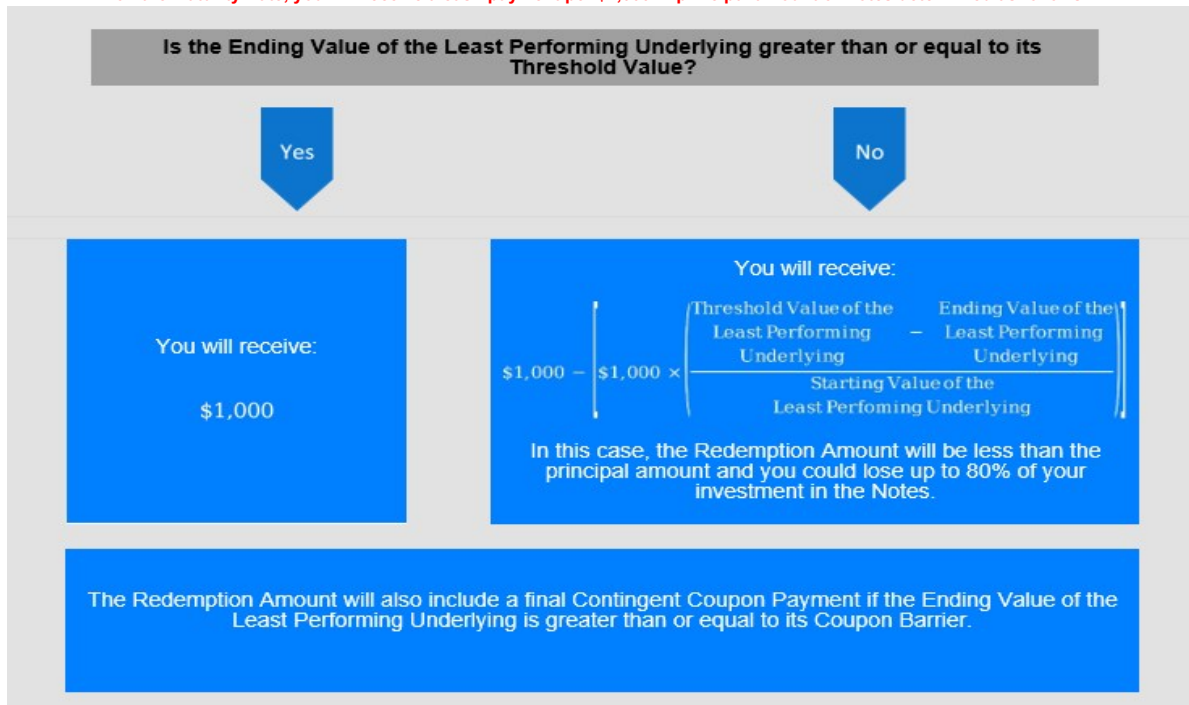 Is the Ending Value of the Least Performing Underlying greater than or equal to its
Threshold Value?
Yes
No
You will receive:
$1,000
You will receive:
$1,000 − [$1,000 × ((Threshold Value of the Least Performing Underlying − Ending Value of the Least Performing Underlying) / Starting Value of the Least Perfoming Underlying)]
In this case, the Redemption Amount will be less than the
principal amount and you could lose up to 80% of your
investment in the Notes.
The Redemption Amount will also include a final Contingent Coupon Payment if the Ending Value of the
Least Performing Underlying is greater than or equal to its Coupon Barrier.